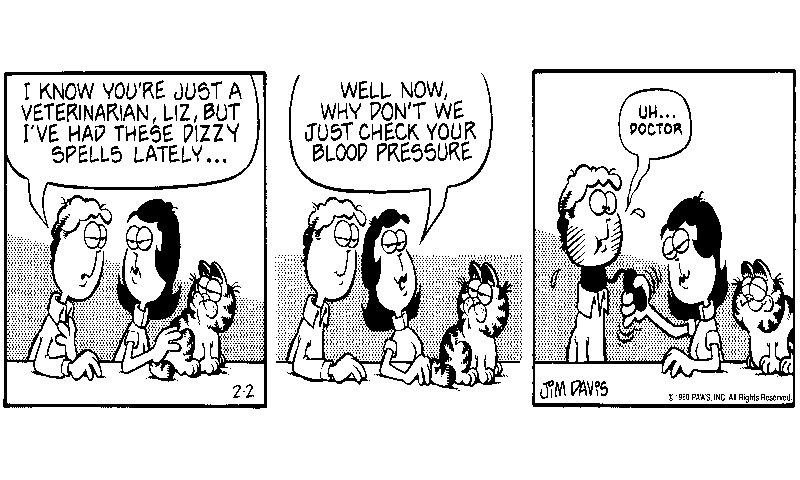 I KNOW YOU'RE JUST A
VETERINARIAN, LIZ, BUT
I'VE HAD THESE DIZZY
SPELLS LATELY...
2-2
WELL NOW,
WHY DON'T WE
JUST CHECK YOUR
BLOOD PRESSURE
UH...
DOCTOR
JIM DAVIS
© 1980 PAWS, INC. All Rights Reserved.